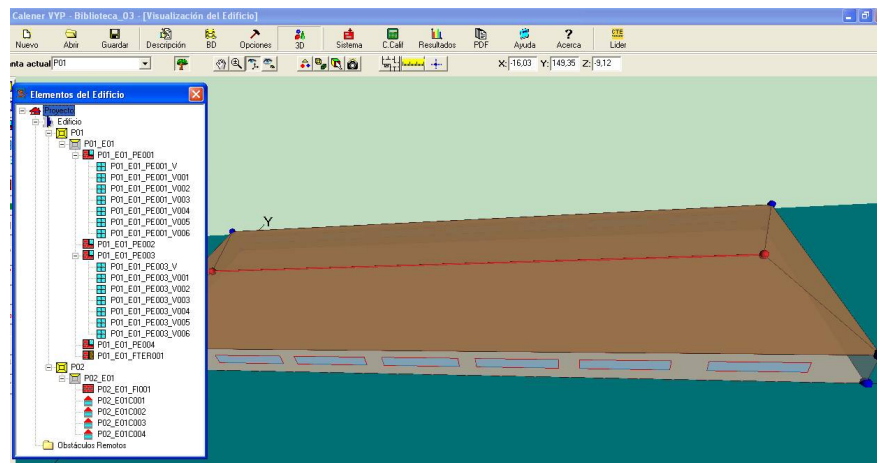 Calener VYP - Biblioteca_03 - [Visualización del Edificio]
Nuevo Abrir Guardar Descripción BD Opciones 3D Sistema C.Calif Resultados PDF Ayuda Acerca CTE Lider
nta actual P01 X: -16,03 Y: 149,35 Z: -9,12
Elementos del Edificio
Proyecto
Edificio
P01
P01_E01
P01_E01_PE001
P01_E01_PE001_V
P01_E01_PE001_V001
P01_E01_PE001_V002
P01_E01_PE001_V003
P01_E01_PE001_V004
P01_E01_PE001_V005
P01_E01_PE001_V006
P01_E01_PE002
P01_E01_PE003
P01_E01_PE003_V
P01_E01_PE003_V001
P01_E01_PE003_V002
P01_E01_PE003_V003
P01_E01_PE003_V004
P01_E01_PE003_V005
P01_E01_PE003_V006
P01_E01_PE004
P01_E01_FTER001
P02
P02_E01
P02_E01_FI001
P02_E01C001
P02_E01C002
P02_E01C003
P02_E01C004
Obstáculos Remotos
Y